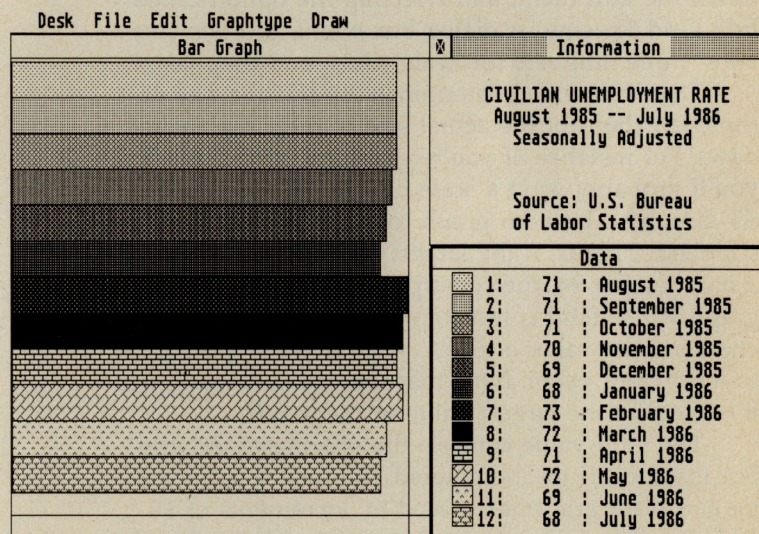 Desk File Edit Graphtype Draw
Bar Graph
Information
CIVILIAN UNEMPLOYMENT RATE
August 1985 -- July 1986
Seasonally Adjusted
Source: U.S. Bureau
of Labor Statistics
Data
1: 71 : August 1985
2: 71 : September 1985
3: 71 : October 1985
4: 70 : November 1985
5: 69 : December 1985
6: 68 : January 1986
7: 73 : February 1986
8: 72 : March 1986
9: 71 : April 1986
10: 72 : May 1986
11: 69 : June 1986
12: 68 : July 1986